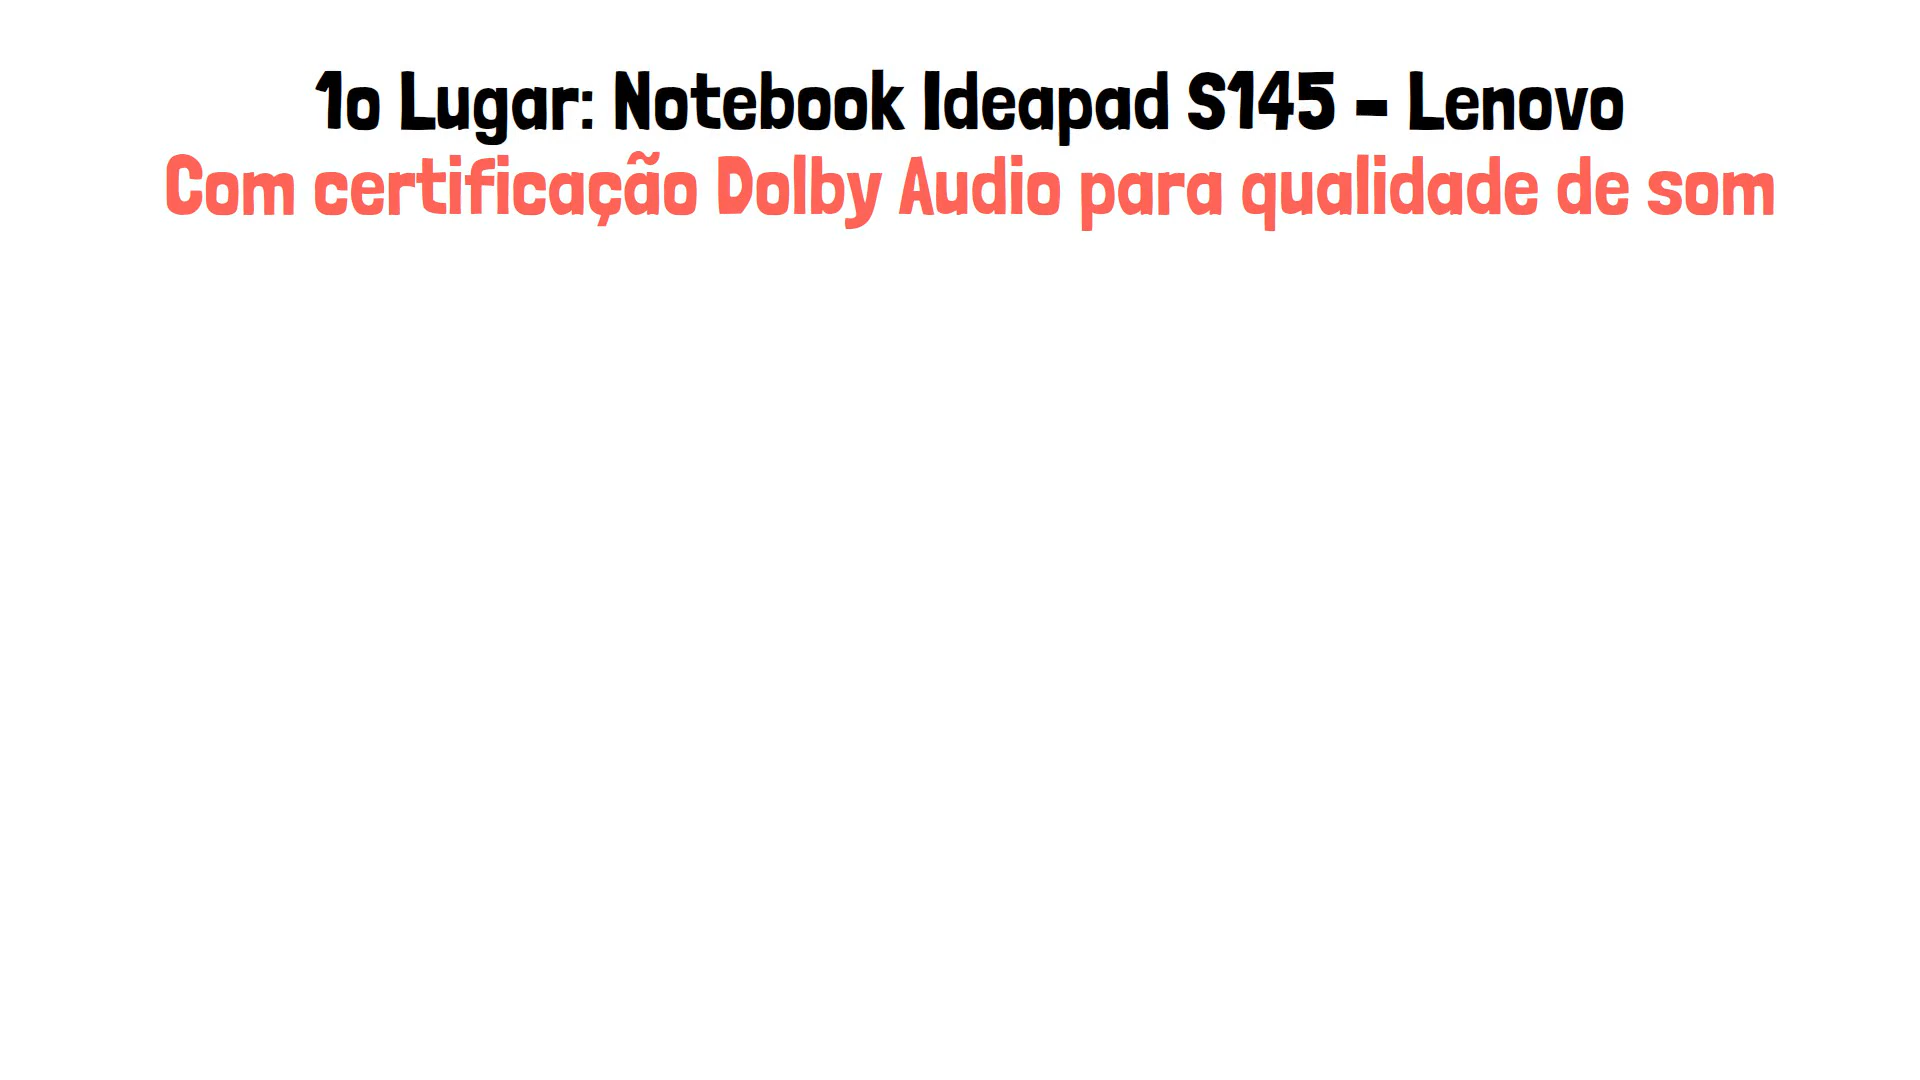 1o Lugar: Notebook Ideapad S145 - Lenovo
Com certificação Dolby Audio para qualidade de som